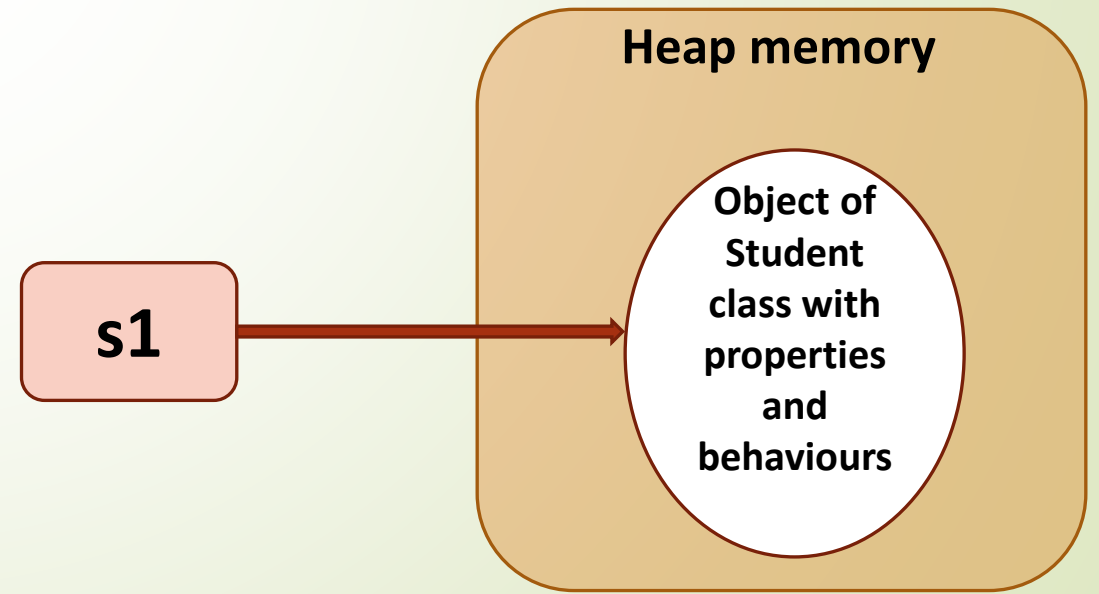 Heap memory
s1
Object of
Student
class with
properties
and
behaviours